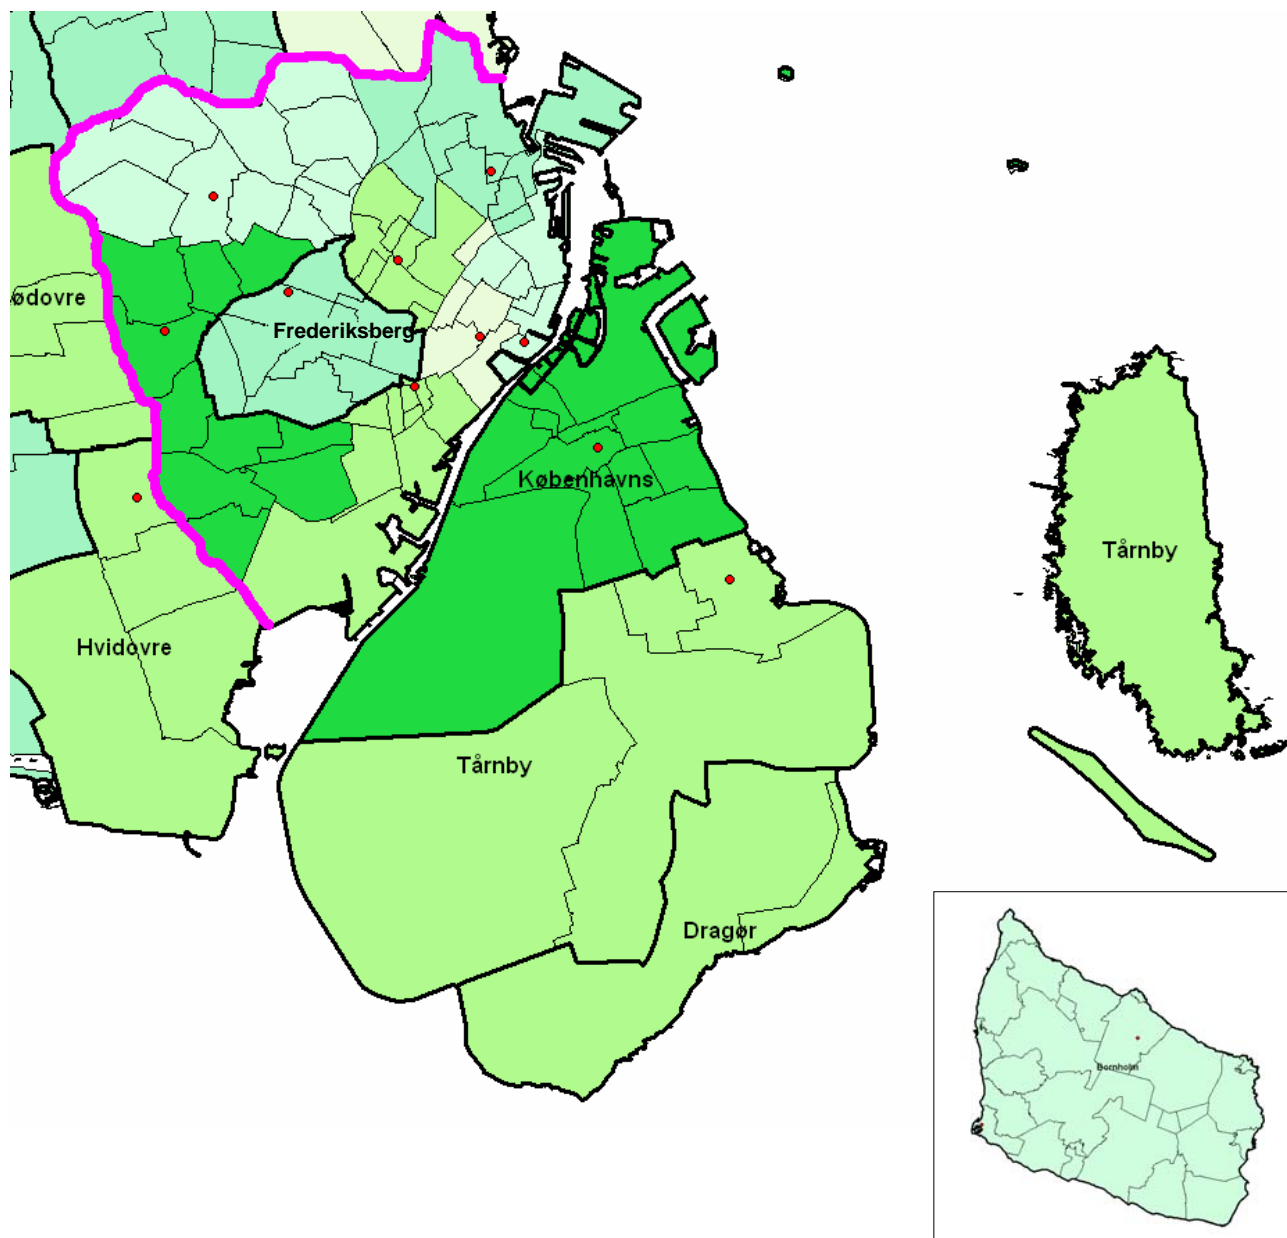 ødovre
Frederiksberg
Københavns
Tårnby
Hvidovre
Tårnby
Dragør
Bornholm